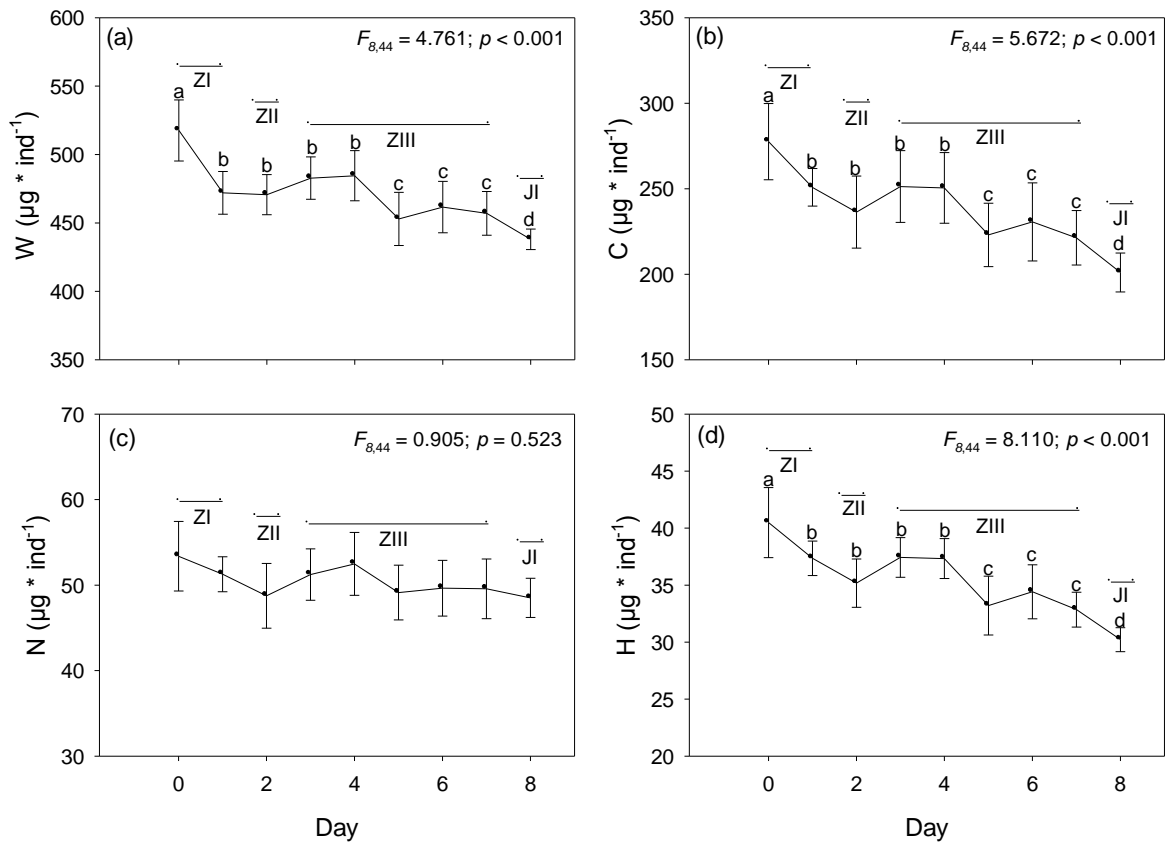 (a)
F8,44 = 4.761; p < 0.001
W (µg * ind-1)
600
550
500
450
400
350
ZI
ZII
ZIII
JI
a
b
b
b
b
c
c
c
d
(b)
F8,44 = 5.672; p < 0.001
C (µg * ind-1)
350
300
250
200
150
ZI
ZII
ZIII
JI
a
b
b
b
b
c
c
c
d
(c)
F8,44 = 0.905; p = 0.523
N (µg * ind-1)
70
60
50
40
30
ZI
ZII
ZIII
JI
0 2 4 6 8
Day
(d)
F8,44 = 8.110; p < 0.001
H (µg * ind-1)
50
45
40
35
30
25
20
ZI
ZII
ZIII
JI
a
b
b
b
b
c
c
c
d
0 2 4 6 8
Day